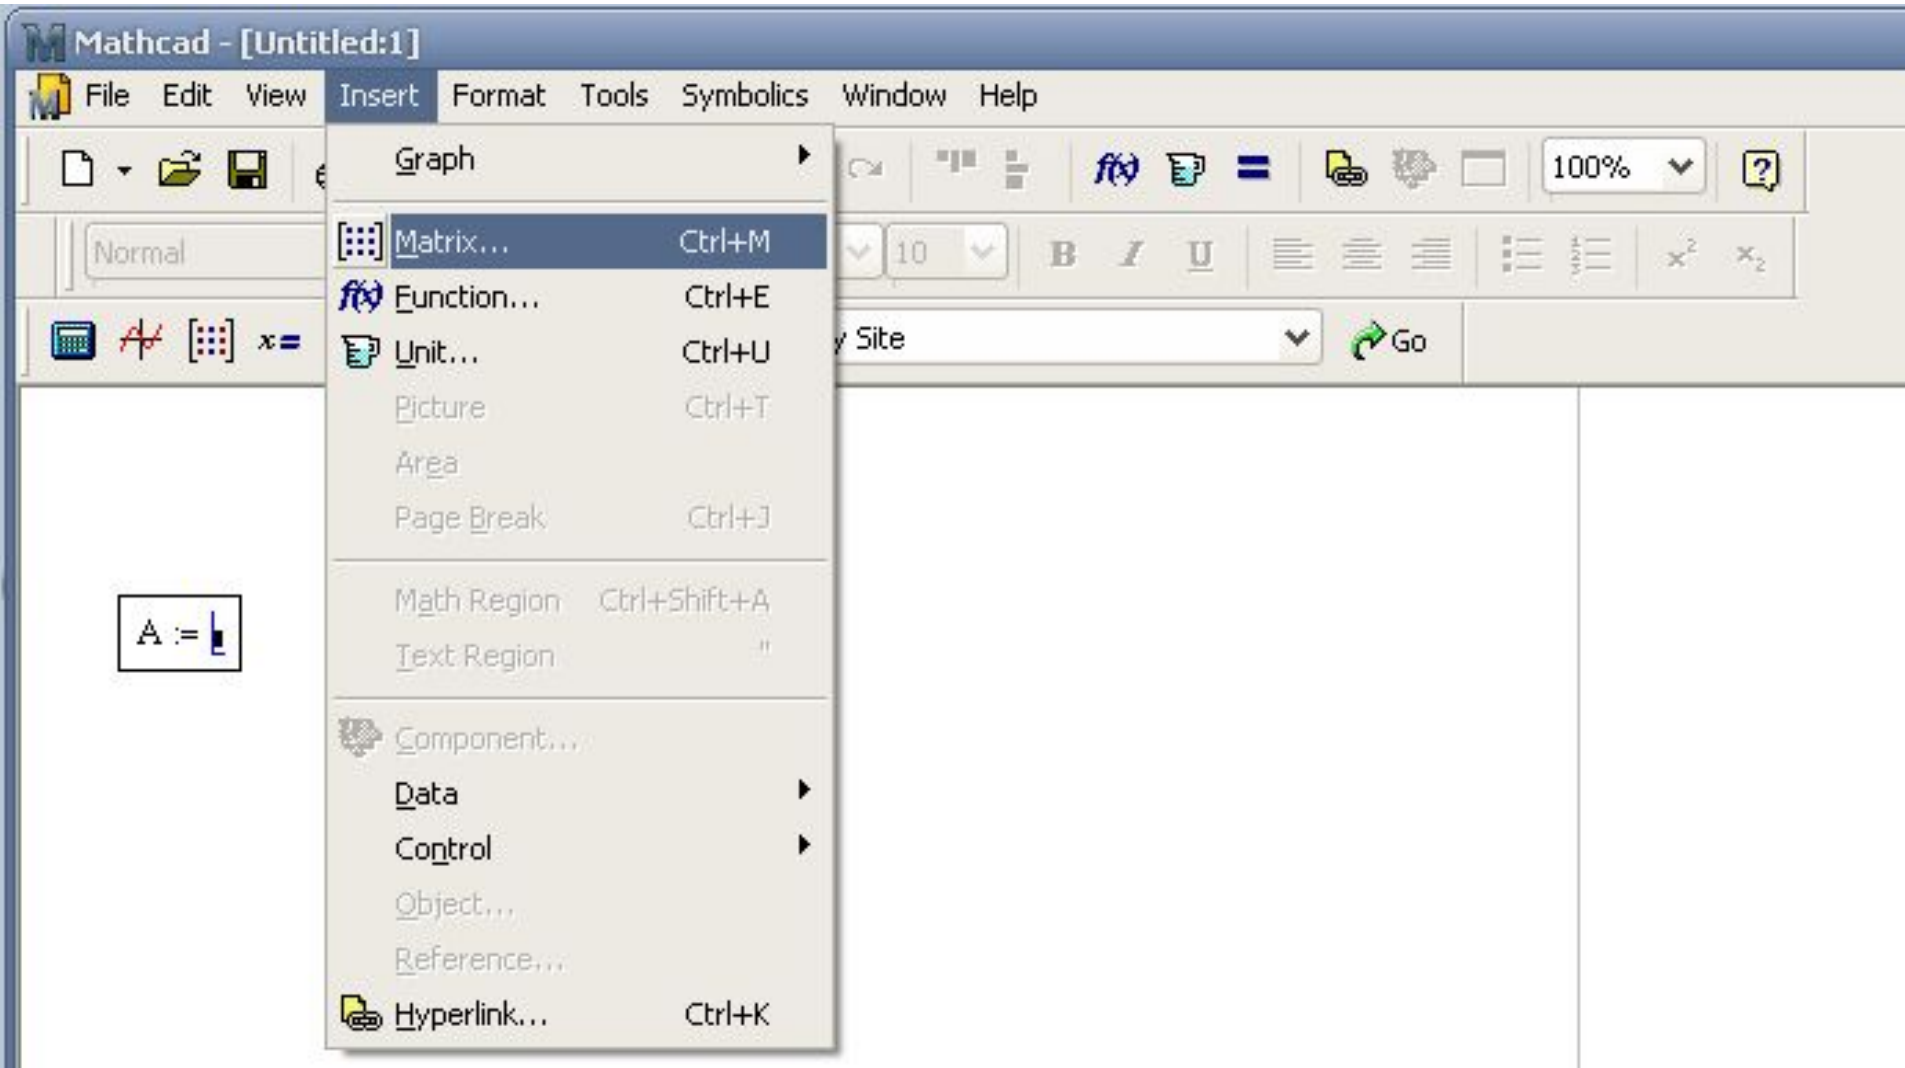 Mathcad - [Untitled:1]
File Edit View Insert Format Tools Symbolics Window Help
Graph
f(x) 100%
Normal
Matrix... Ctrl+M
10 B I U x² x₂
f(x) Function... Ctrl+E
x= Site Go
Unit... Ctrl+U
Picture Ctrl+T
Area
Page Break Ctrl+J
Math Region Ctrl+Shift+A
A :=
Text Region "
Component...
Data
Control
Object...
Reference...
Hyperlink... Ctrl+K